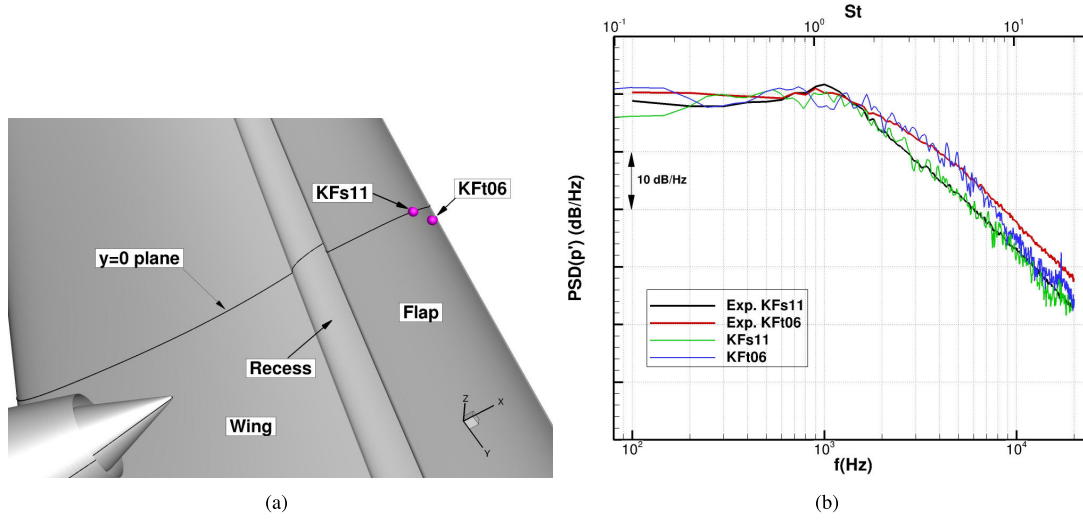 KFs11
KFt06
y=0 plane
Flap
Recess
Wing
Z
X
Y
(a)
St
10-1
100
101
PSD(p') (dB/Hz)
10 dB/Hz
Exp. KFs11
Exp. KFt06
KFs11
KFt06
102
103
104
f(Hz)
(b)